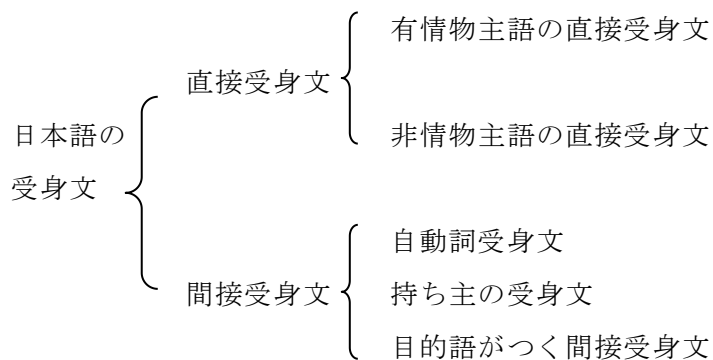 日本語の
受身文
直接受身文
有情物主語の直接受身文
非情物主語の直接受身文
間接受身文
自動詞受身文
持ち主の受身文
目的語がつく間接受身文